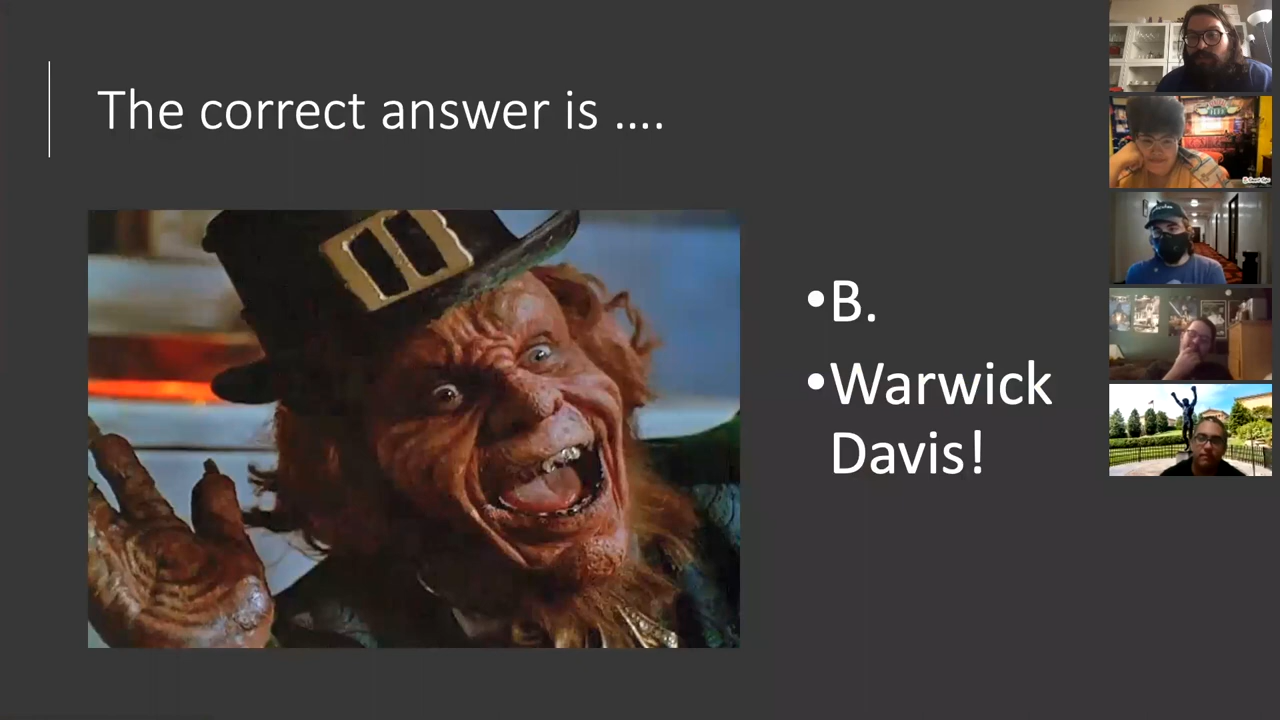 The correct answer is ....
•B.
•Warwick
Davis!